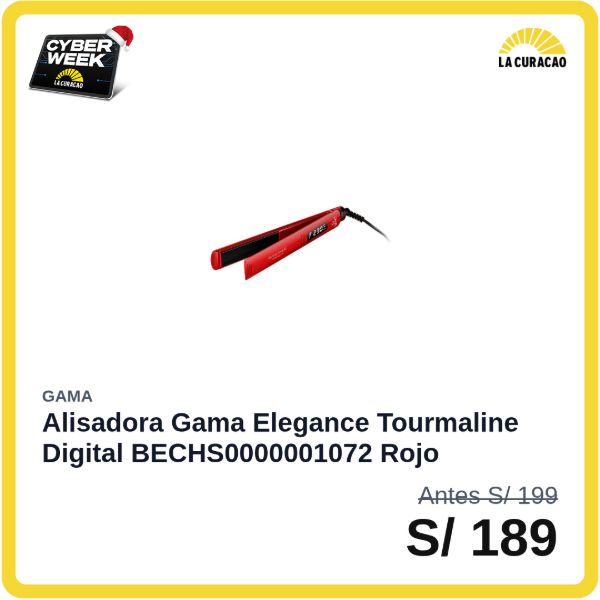 CYBER
WEEK
LA CURACAO
LA CURACAO
GAMA
Alisadora Gama Elegance Tourmaline
Digital BECHS0000001072 Rojo
Antes S/ 199
S/ 189